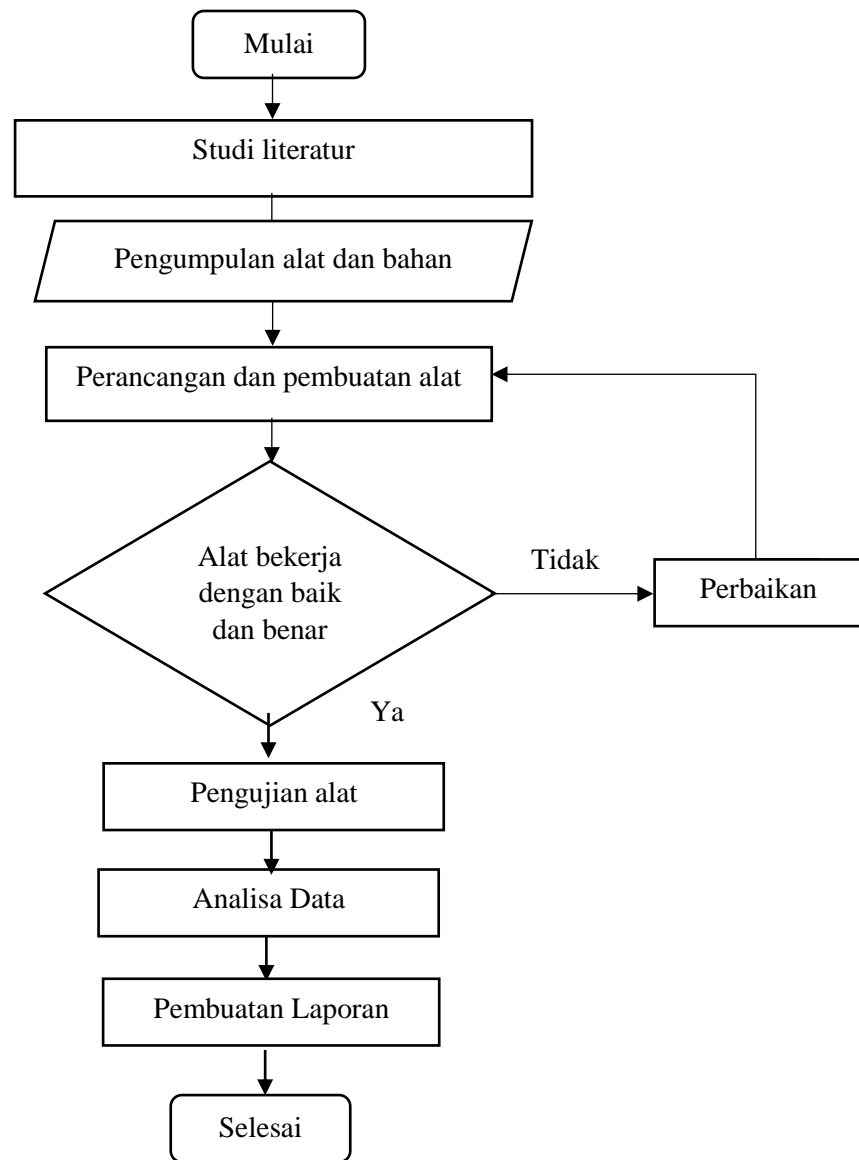 Mulai
Studi literatur
Pengumpulan alat dan bahan
Perancangan dan pembuatan alat
Alat bekerja
dengan baik
dan benar
Tidak
Perbaikan
Ya
Pengujian alat
Analisa Data
Pembuatan Laporan
Selesai